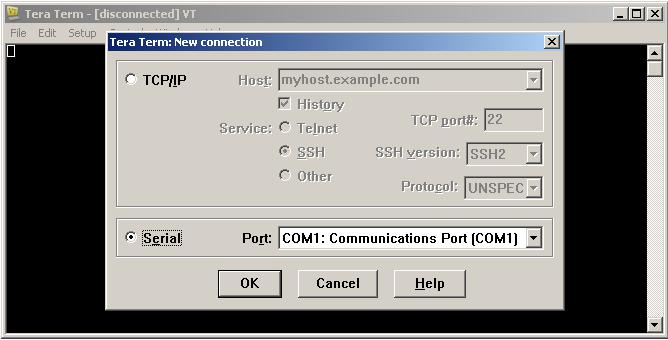 Tera Term - [disconnected] VT
File Edit Setup
Tera Term: New connection
TCP/IP Host: myhost.example.com
History
Service: Telnet TCP port#: 22
SSH SSH version: SSH2
Other Protocol: UNSPEC
Serial Port: COM1: Communications Port (COM1)
OK Cancel Help